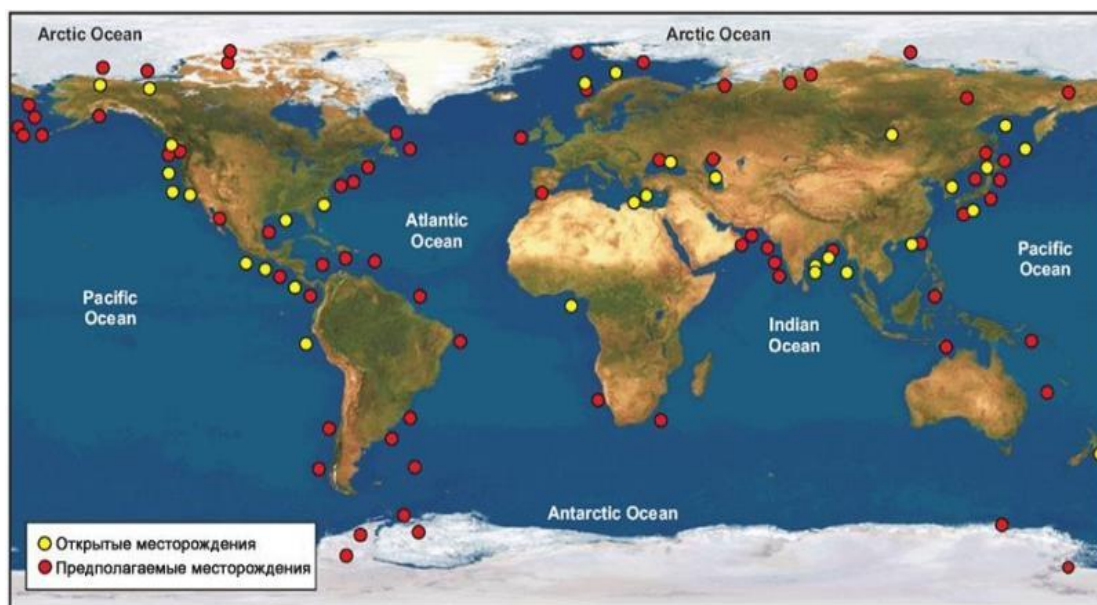 Arctic Ocean
Arctic Ocean
Atlantic
Ocean
Pacific
Ocean
Pacific
Ocean
Indian
Ocean
Antarctic Ocean
Открытые месторождения
Предполагаемые месторождения